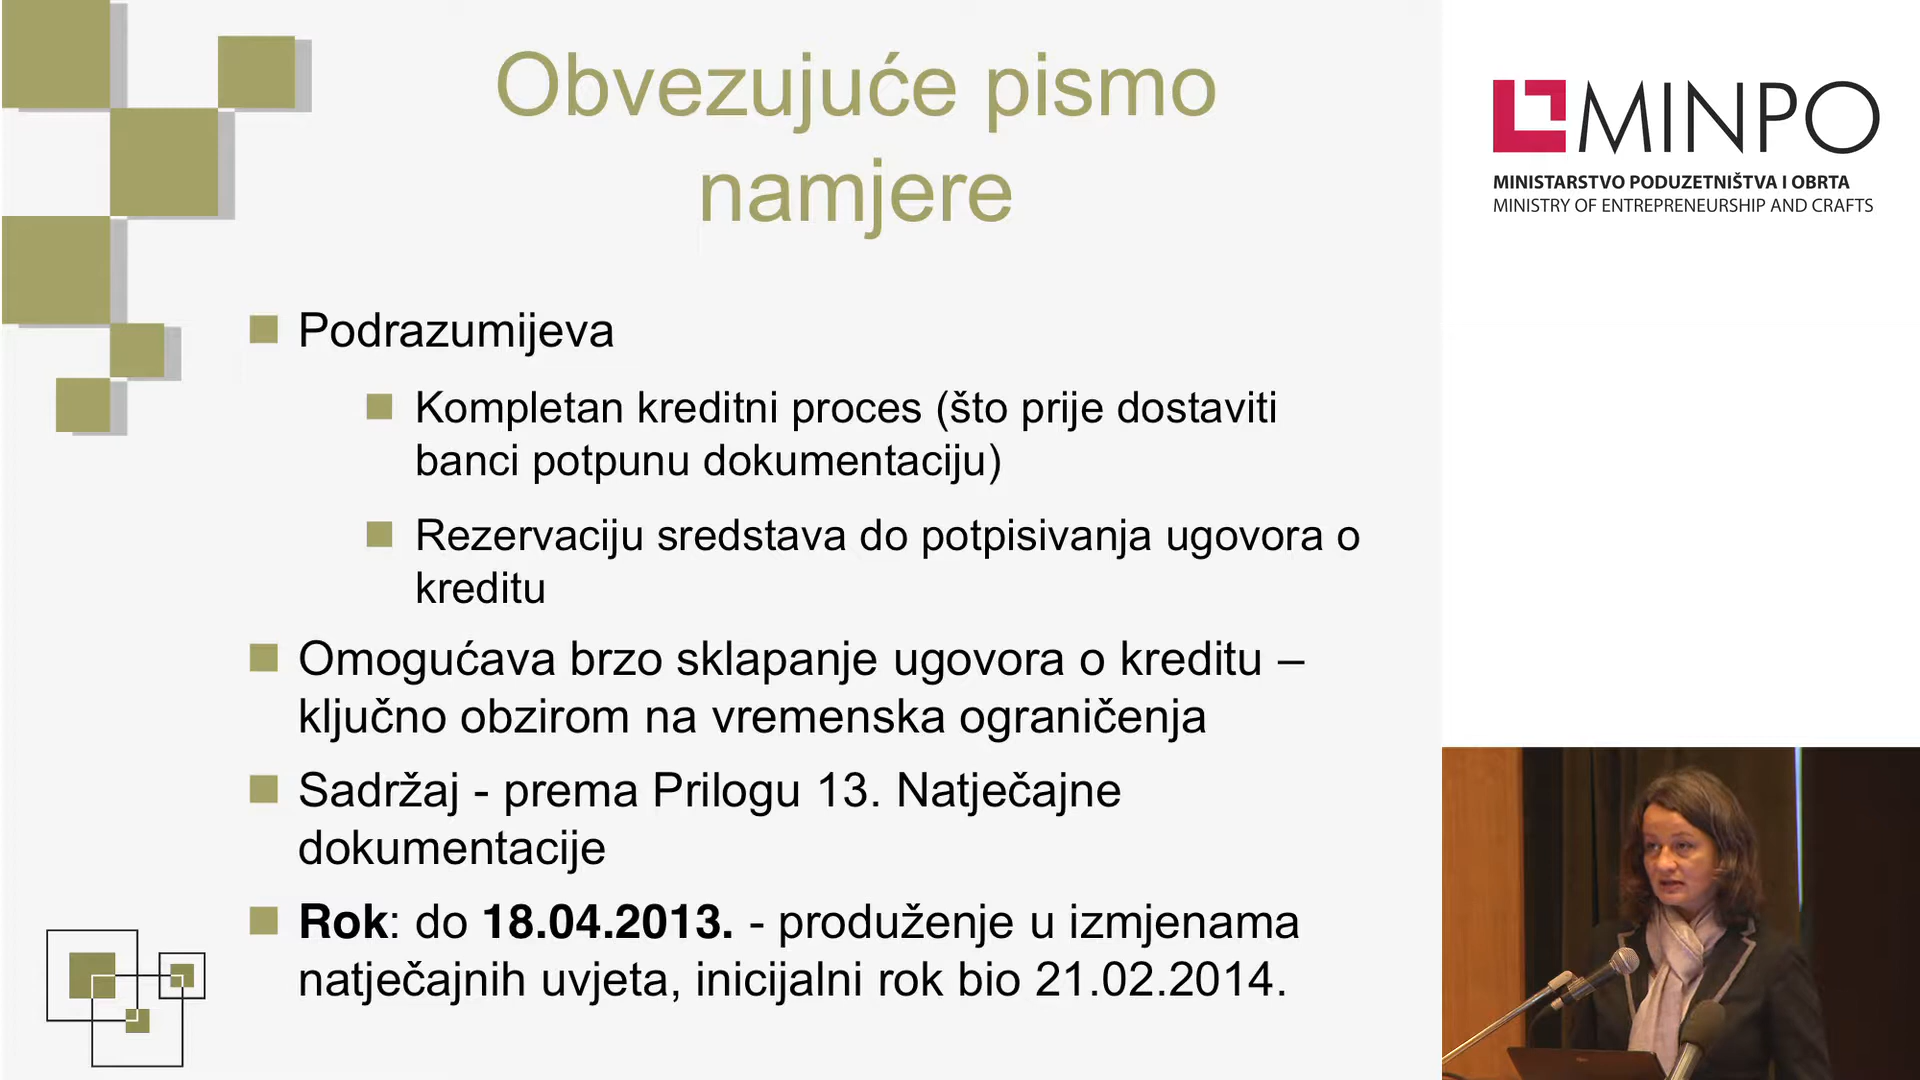 Obvezujuće pismo
namjere
Podrazumijeva
Kompletan kreditni proces (što prije dostaviti
banci potpunu dokumentaciju)
Rezervaciju sredstava do potpisivanja ugovora o
kreditu
Omogućava brzo sklapanje ugovora o kreditu –
ključno obzirom na vremenska ograničenja
Sadržaj - prema Prilogu 13. Natječajne
dokumentacije
Rok: do 18.04.2013. - produženje u izmjenama
natječajnih uvjeta, inicijalni rok bio 21.02.2014.
MINPO
MINISTARSTVO PODUZETNIŠTVA I OBRTA
MINISTRY OF ENTREPRENEURSHIP AND CRAFTS